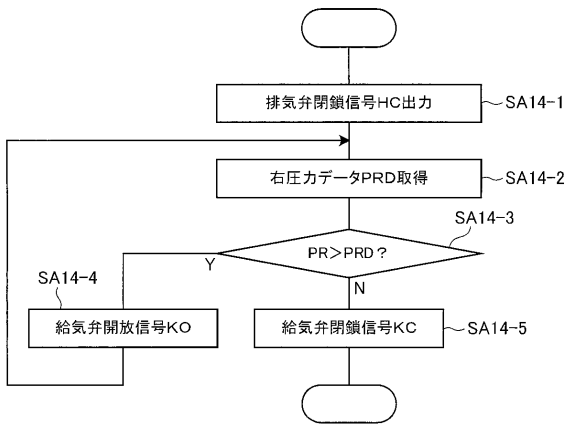 排気弁閉鎖信号HC出力
SA14-1
右圧力データPRD取得
SA14-2
SA14-3
PR>PRD?
Y
N
SA14-4
給気弁開放信号KO
給気弁閉鎖信号KC
SA14-5